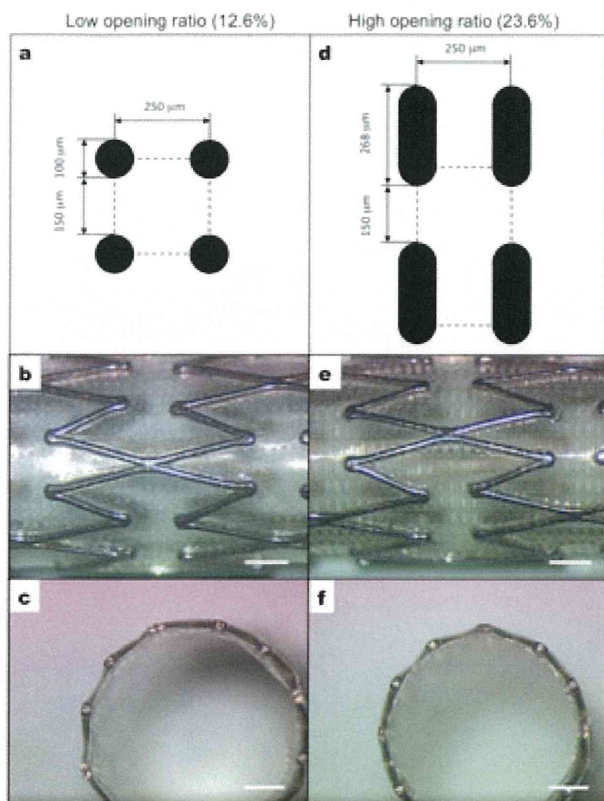 Low opening ratio (12.6%)
High opening ratio (23.6%)
a
250 µm
100 µm
150 µm
d
250 µm
268 µm
150 µm
b
e
c
f